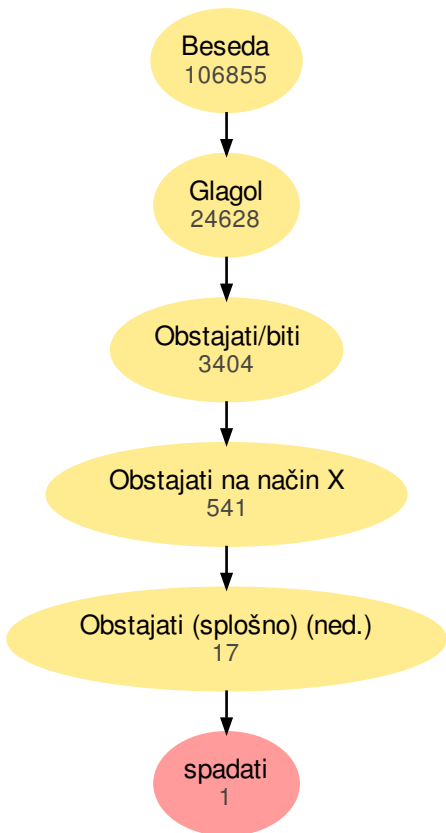 Beseda
106855
Glagol
24628
Obstajati/biti
3404
Obstajati na način X
541
Obstajati (splošno) (ned.)
17
spadati
1